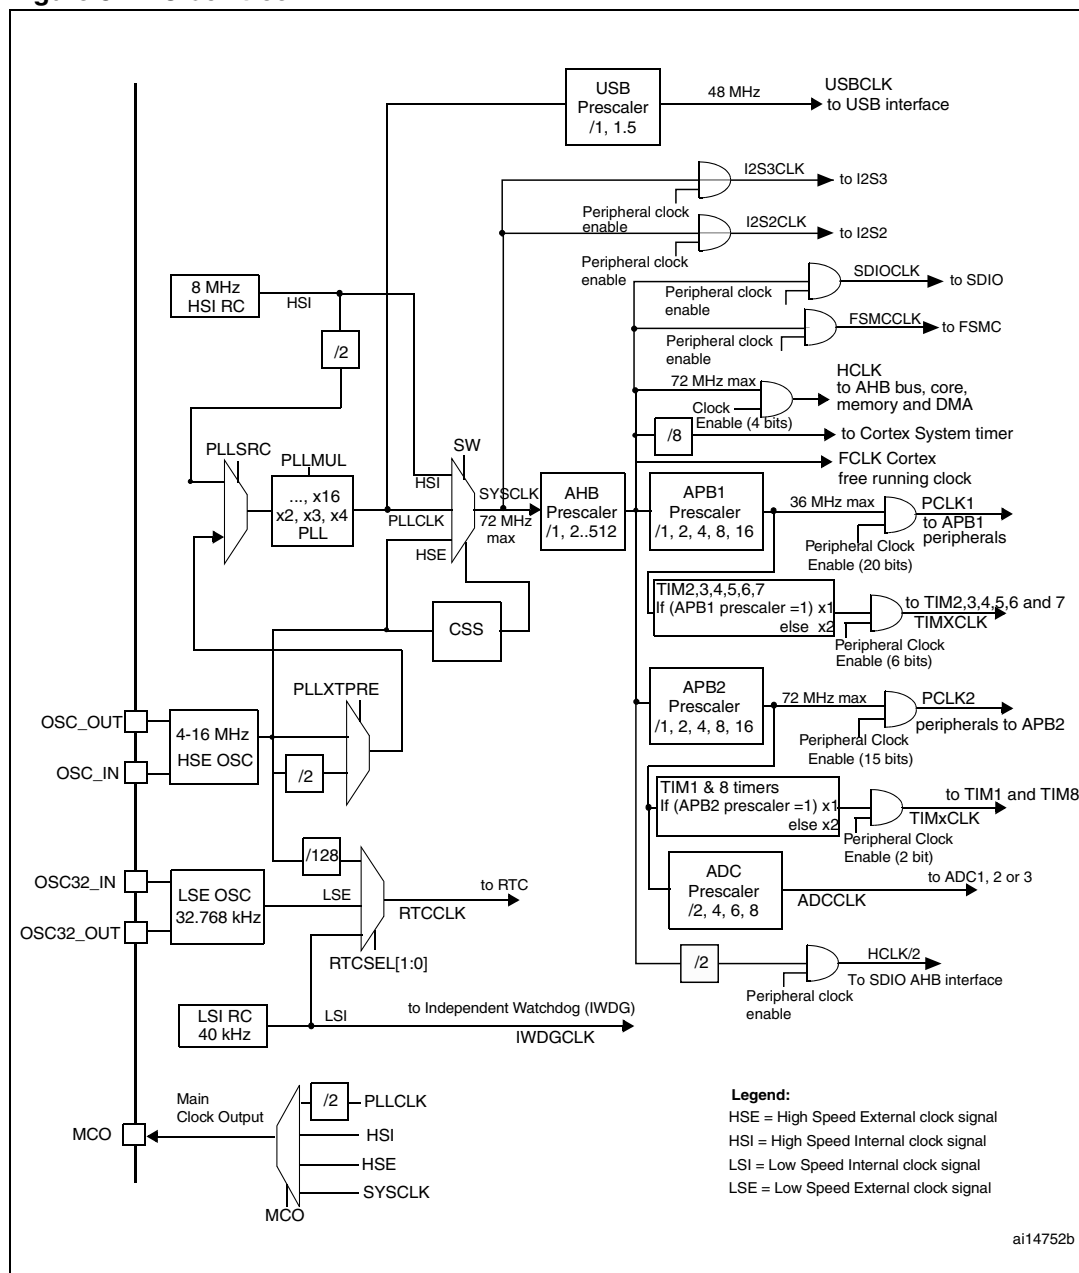 USB
Prescaler
/1, 1.5
48 MHz
USBCLK
to USB interface
I2S3CLK
to I2S3
Peripheral clock
enable
I2S2CLK
to I2S2
Peripheral clock
enable
SDIOCLK
to SDIO
Peripheral clock
enable
FSMCCLK
to FSMC
Peripheral clock
enable
8 MHz
HSI RC
HSI
/2
72 MHz max
HCLK
to AHB bus, core,
memory and DMA
Clock
Enable (4 bits)
/8
to Cortex System timer
FCLK Cortex
free running clock
PLLSRC
PLLMUL
..., x16
x2, x3, x4
PLL
SW
HSI
PLLCLK
HSE
SYSCLK
72 MHz
max
AHB
Prescaler
/1, 2..512
APB1
Prescaler
/1, 2, 4, 8, 16
36 MHz max
PCLK1
to APB1
peripherals
Peripheral Clock
Enable (20 bits)
TIM2,3,4,5,6,7
If (APB1 prescaler =1) x1
else x2
to TIM2,3,4,5,6 and 7
TIMXCLK
Peripheral Clock
Enable (6 bits)
CSS
PLLXTPRE
OSC_OUT
OSC_IN
4-16 MHz
HSE OSC
/2
APB2
Prescaler
/1, 2, 4, 8, 16
72 MHz max
PCLK2
peripherals to APB2
Peripheral Clock
Enable (15 bits)
TIM1 & 8 timers
If (APB2 prescaler =1) x1
else x2
to TIM1 and TIM8
TIMxCLK
Peripheral Clock
Enable (2 bit)
/128
OSC32_IN
OSC32_OUT
LSE OSC
32.768 kHz
LSE
to RTC
RTCCLK
RTCSEL[1:0]
ADC
Prescaler
/2, 4, 6, 8
to ADC1, 2 or 3
ADCCLK
/2
HCLK/2
To SDIO AHB interface
Peripheral clock
enable
LSI RC
40 kHz
LSI
to Independent Watchdog (IWDG)
IWDGCLK
MCO
Main
Clock Output
/2
PLLCLK
HSI
HSE
SYSCLK
MCO
Legend:
HSE = High Speed External clock signal
HSI = High Speed Internal clock signal
LSI = Low Speed Internal clock signal
LSE = Low Speed External clock signal
ai14752b